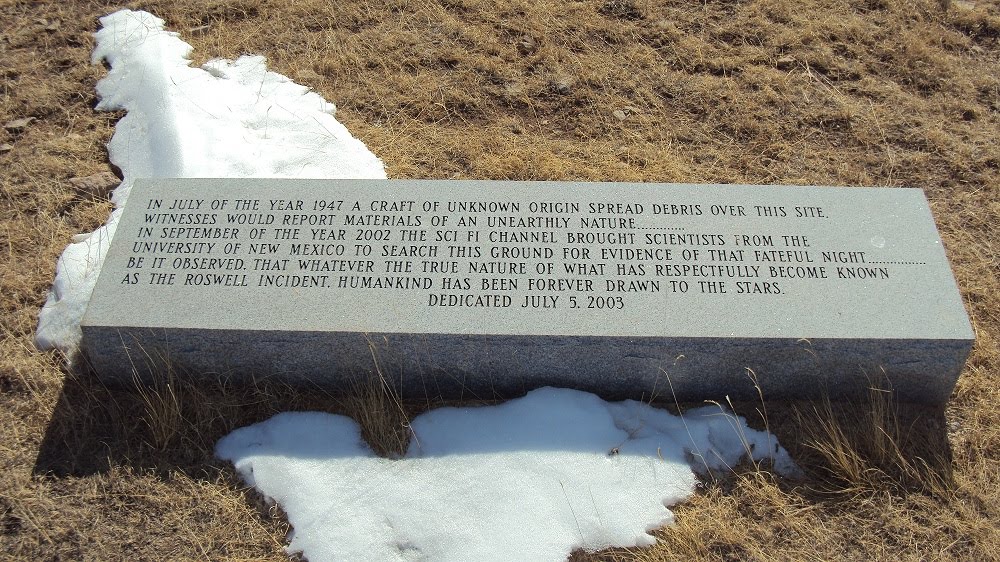 IN JULY OF THE YEAR 1947 A CRAFT OF UNKNOWN ORIGIN SPREAD DEBRIS OVER THIS SITE.
WITNESSES WOULD REPORT MATERIALS OF AN UNEARTHLY NATURE............
IN SEPTEMBER OF THE YEAR 2002 THE SCI FI CHANNEL BROUGHT SCIENTISTS FROM THE
UNIVERSITY OF NEW MEXICO TO SEARCH THIS GROUND FOR EVIDENCE OF THAT FATEFUL NIGHT..............
BE IT OBSERVED, THAT WHATEVER THE TRUE NATURE OF WHAT HAS RESPECTFULLY BECOME KNOWN
AS THE ROSWELL INCIDENT, HUMANKIND HAS BEEN FOREVER DRAWN TO THE STARS.
DEDICATED JULY 5, 2003